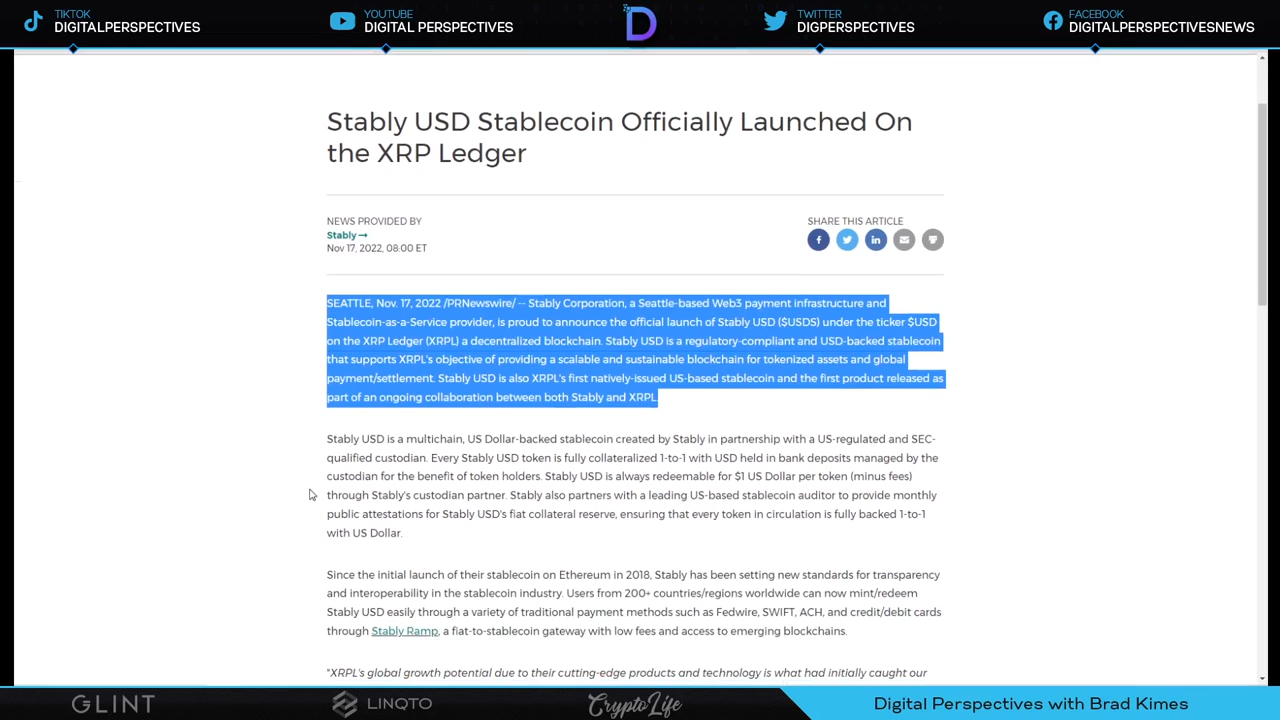 TIKTOK
DIGITALPERSPECTIVES
YOUTUBE
DIGITAL PERSPECTIVES
D
TWITTER
DIGPERSPECTIVES
FACEBOOK
DIGITALPERSPECTIVESNEWS
Stably USD Stablecoin Officially Launched On
the XRP Ledger
NEWS PROVIDED BY
Stably →
Nov 17, 2022, 08:00 ET
SHARE THIS ARTICLE
SEATTLE, Nov. 17, 2022 /PRNewswire/ -- Stably Corporation, a Seattle-based Web3 payment infrastructure and
Stablecoin-as-a-Service provider, is proud to announce the official launch of Stably USD ($USDS) under the ticker $USD
on the XRP Ledger (XRPL) a decentralized blockchain. Stably USD is a regulatory-compliant and USD-backed stablecoin
that supports XRPL's objective of providing a scalable and sustainable blockchain for tokenized assets and global
payment/settlement. Stably USD is also XRPL's first natively-issued US-based stablecoin and the first product released as
part of an ongoing collaboration between both Stably and XRPL.
Stably USD is a multichain, US Dollar-backed stablecoin created by Stably in partnership with a US-regulated and SEC-
qualified custodian. Every Stably USD token is fully collateralized 1-to-1 with USD held in bank deposits managed by the
custodian for the benefit of token holders. Stably USD is always redeemable for $1 US Dollar per token (minus fees)
through Stably's custodian partner. Stably also partners with a leading US-based stablecoin auditor to provide monthly
public attestations for Stably USD's fiat collateral reserve, ensuring that every token in circulation is fully backed 1-to-1
with US Dollar.
Since the initial launch of their stablecoin on Ethereum in 2018, Stably has been setting new standards for transparency
and interoperability in the stablecoin industry. Users from 200+ countries/regions worldwide can now mint/redeem
Stably USD easily through a variety of traditional payment methods such as Fedwire, SWIFT, ACH, and credit/debit cards
through Stably Ramp, a fiat-to-stablecoin gateway with low fees and access to emerging blockchains.
"XRPL's global growth potential due to their cutting-edge products and technology is what had initially caught our
GLINT
LINQTO
CryptoLife
Digital Perspectives with Brad Kimes